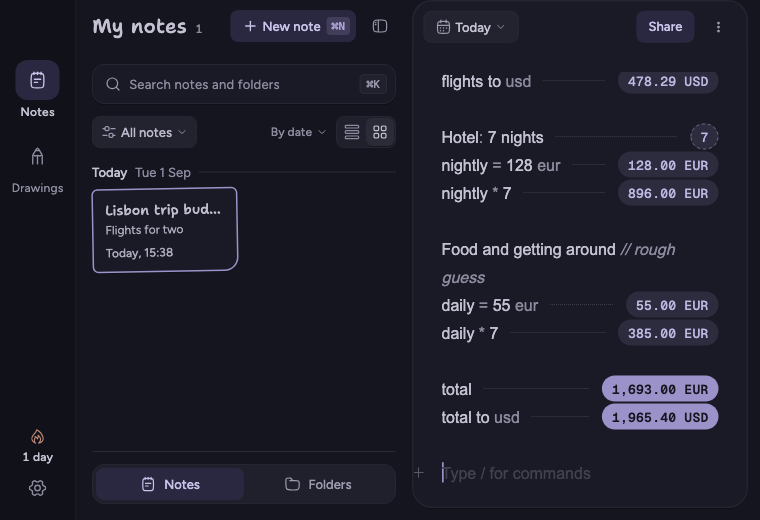 My notes 1
+ New note ⌘N
Search notes and folders ⌘K
All notes
By date
Today Tue 1 Sep
Lisbon trip bud...
Flights for two
Today, 15:38
Notes
Drawings
1 day
Notes
Folders
Today
Share
flights to usd 478.29 USD
Hotel: 7 nights 7
nightly = 128 eur 128.00 EUR
nightly * 7 896.00 EUR
Food and getting around // rough
guess
daily = 55 eur 55.00 EUR
daily * 7 385.00 EUR
total 1,693.00 EUR
total to usd 1,965.40 USD
+ Type / for commands